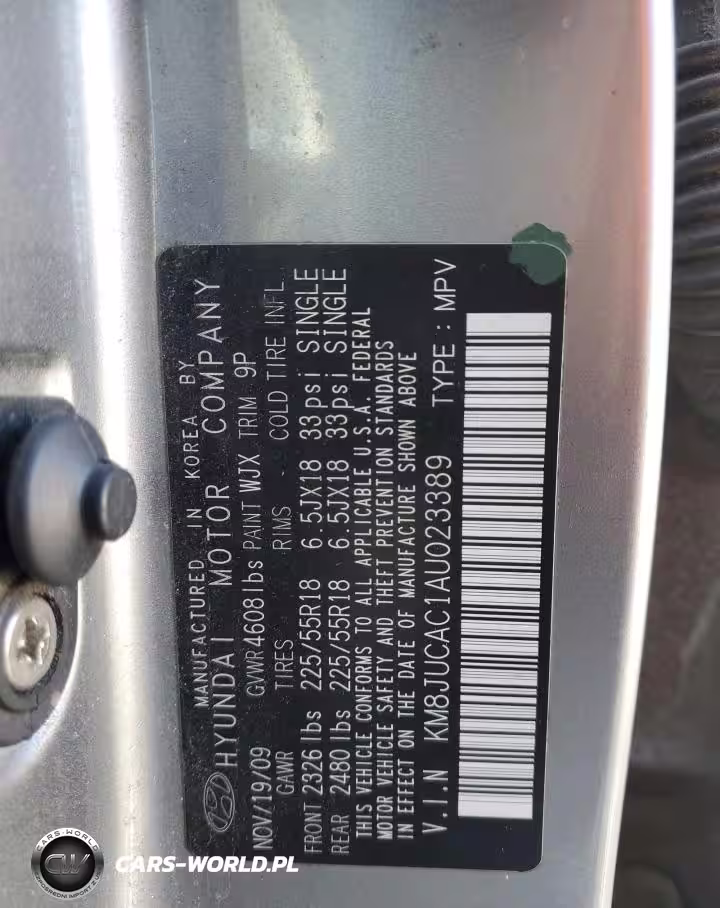 MANUFACTURED IN KOREA BY
HYUNDAI MOTOR COMPANY
NOV/19/09 GVWR 4608lbs PAINT WJX TRIM 9P
GAWR TIRES RIMS COLD TIRE INFL.
FRONT 2326 lbs 225/55R18 6.5JX18 33psi SINGLE
REAR 2480 lbs 225/55R18 6.5JX18 33psi SINGLE
THIS VEHICLE CONFORMS TO ALL APPLICABLE U.S.A. FEDERAL
MOTOR VEHICLE SAFETY AND THEFT PREVENTION STANDARDS
IN EFFECT ON THE DATE OF MANUFACTURE SHOWN ABOVE
V.I.N KM8JUCAC1AU023389 TYPE : MPV
CARS-WORLD
CW
CARS-WORLD.PL